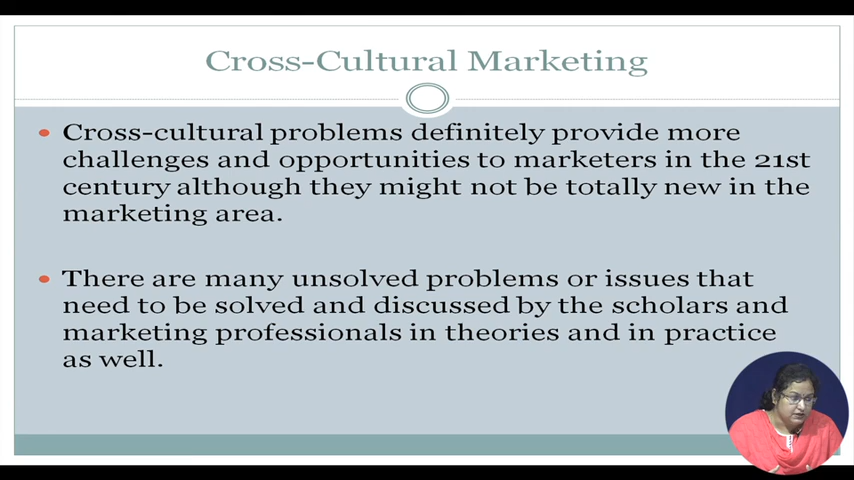 Cross-Cultural Marketing
Cross-cultural problems definitely provide more
challenges and opportunities to marketers in the 21st
century although they might not be totally new in the
marketing area.
There are many unsolved problems or issues that
need to be solved and discussed by the scholars and
marketing professionals in theories and in practice
as well.